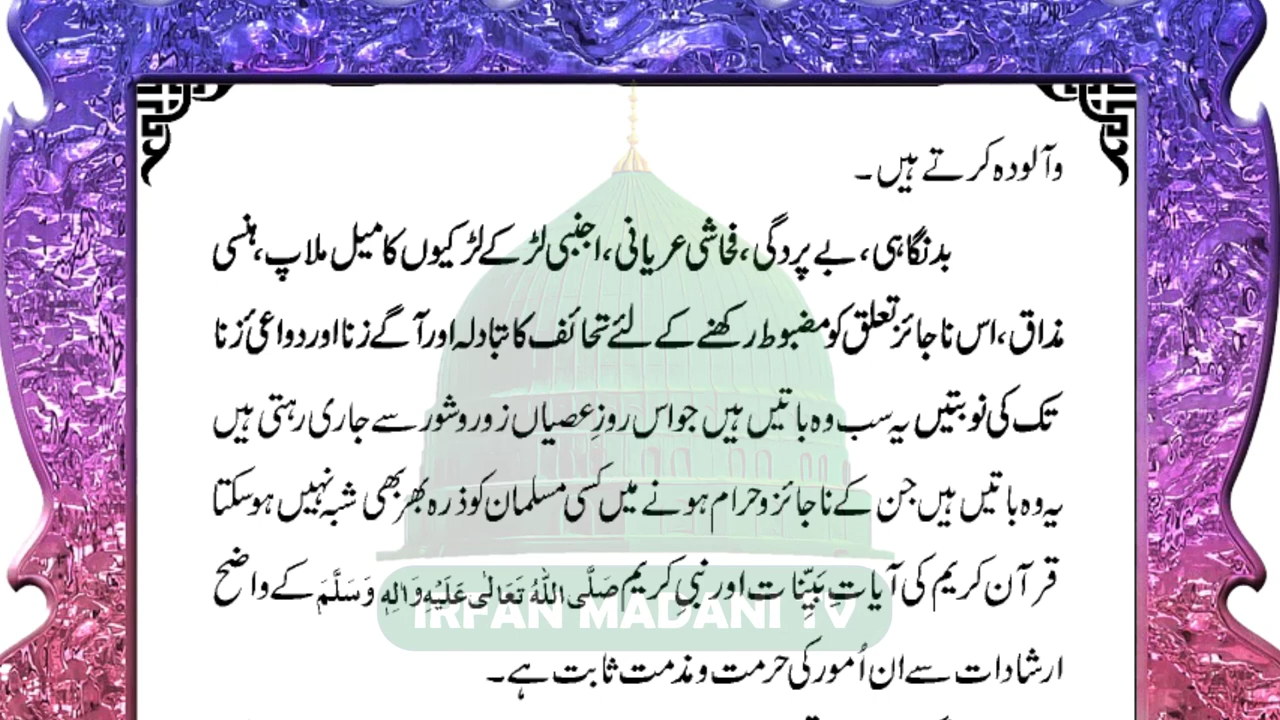 وآلودہ کرتے ہیں۔
بدنگاہی، بے پردگی، فحاشی عریانی، اجنبی لڑکے لڑکیوں کا میل ملاپ، ہنسی
مذاق، اس ناجائز تعلق کو مضبوط رکھنے کے لئے تحائف کا تبادلہ اور آگے زنا اور دواعیٔ زنا
تک کی نوبتیں یہ سب وہ باتیں ہیں جو اس روزِ عصیاں زور و شور سے جاری رہتی ہیں
یہ وہ باتیں ہیں جن کے ناجائز و حرام ہونے میں کسی مسلمان کو ذرہ بھر بھی شبہ نہیں ہو سکتا
قرآن کریم کی آیاتِ بَیِّنات اور نبیِ کریم صَلَّی اللّٰهُ تَعَالٰی عَلَیْهِ وَاٰلِهٖ وَسَلَّمَ کے واضح
IRFAN MADANI TV
ارشادات سے ان اُمور کی حرمت و مذمت ثابت ہے۔